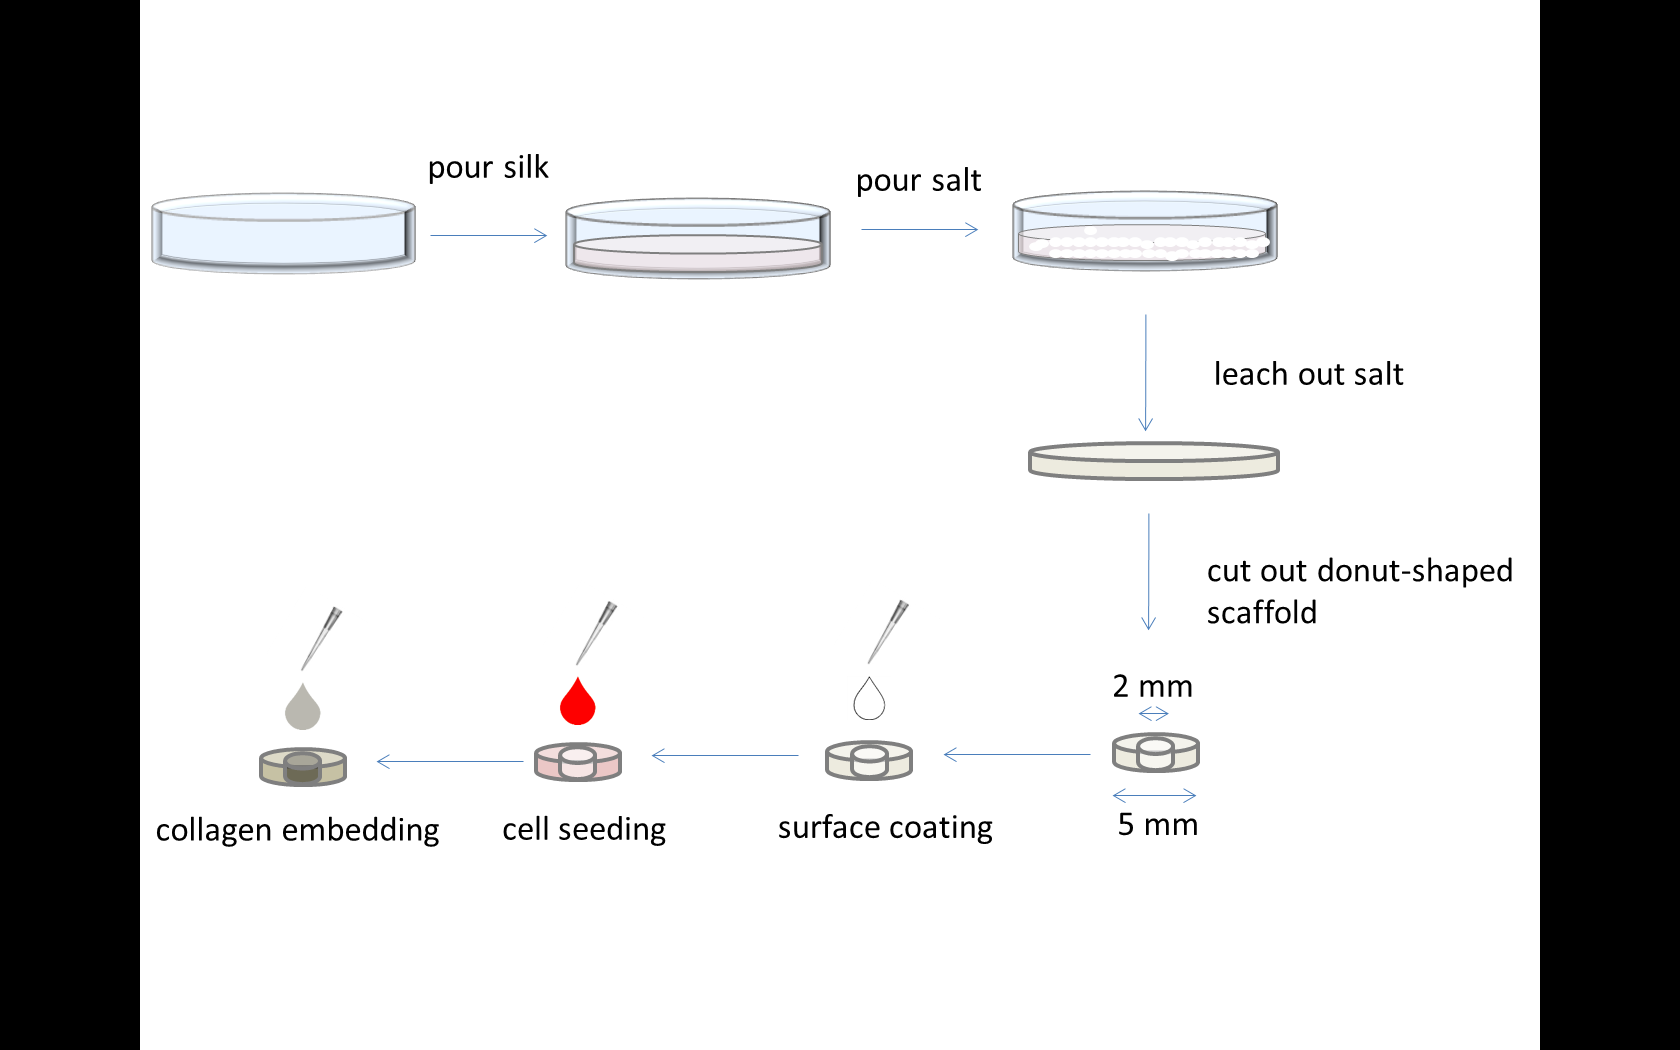 pour silk
pour salt
leach out salt
cut out donut-shaped
scaffold
2 mm
5 mm
surface coating
cell seeding
collagen embedding